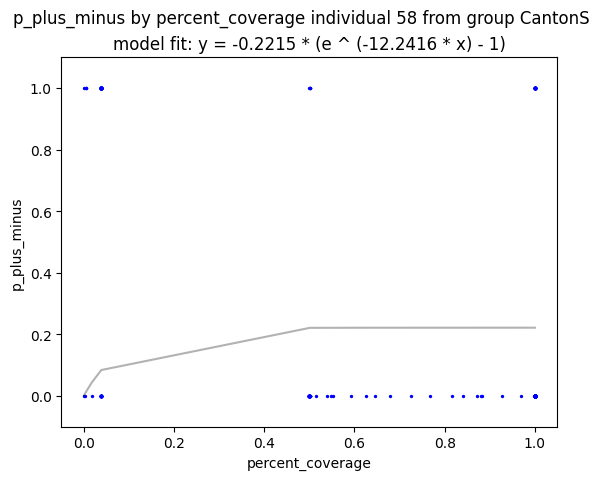 p_plus_minus by percent_coverage individual 58 from group CantonS
model fit: y = -0.2215 * (e ^ (-12.2416 * x) - 1)
1.0
0.8
0.6
0.4
0.2
0.0
p_plus_minus
0.0 0.2 0.4 0.6 0.8 1.0
percent_coverage